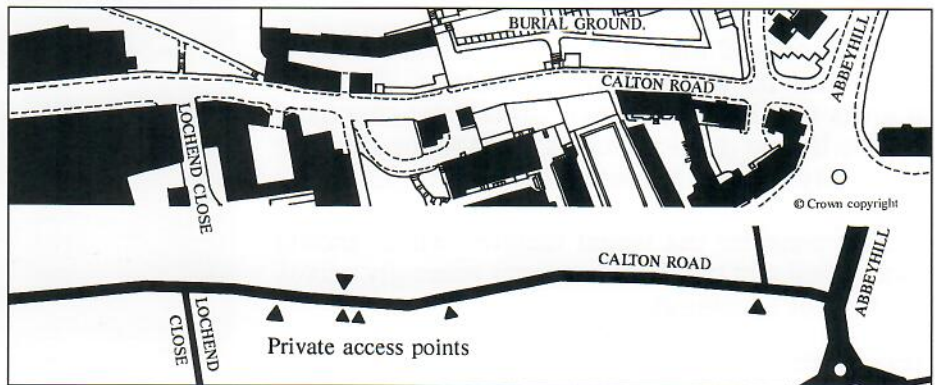 BURIAL GROUND.
CALTON ROAD
ABBEYHILL
LOCHEND CLOSE
© Crown copyright
CALTON ROAD
ABBEYHILL
LOCHEND
CLOSE
Private access points